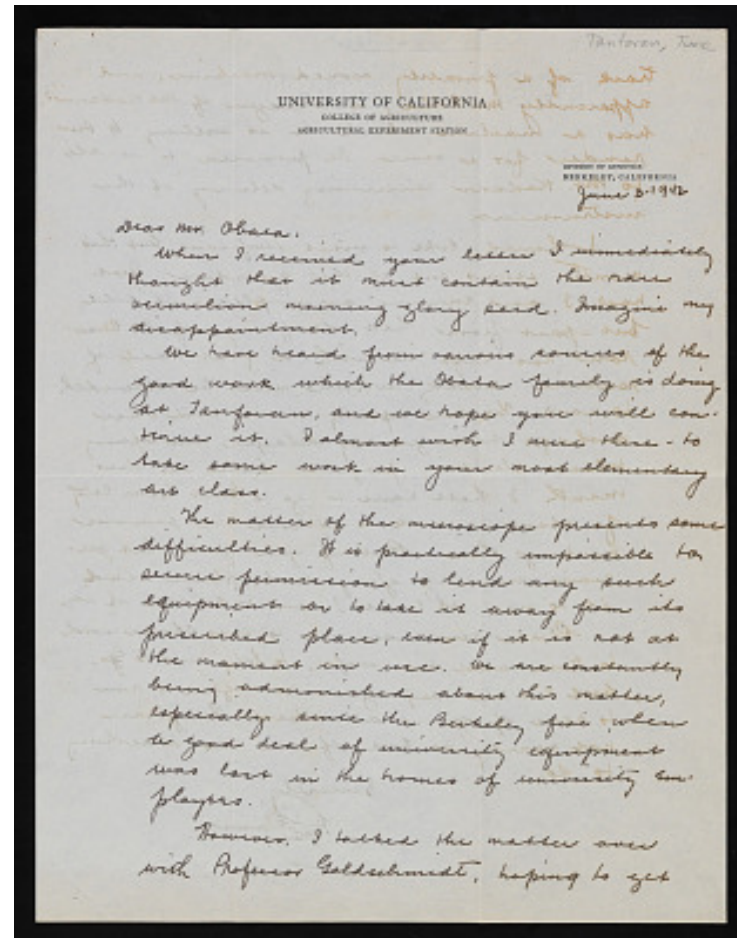 Tanforan, June
UNIVERSITY OF CALIFORNIA
COLLEGE OF AGRICULTURE
AGRICULTURAL EXPERIMENT STATION
BERKELEY, CALIFORNIA
June 3-1942
Dear Mr. Obata:
When I received your letter I immediately
thought that it must contain the rare
vermilion morning glory seed. Imagine my
disappointment.
We have heard from various sources of the
good work which the Obata family is doing
at Tanforan, and we hope you will con-
tinue it. I almost wish I were there - to
take some work in your most elementary
art class.
The matter of the microscope presents some
difficulties. It is practically impossible to
secure permission to lend any such
equipment or to take it away from its
prescribed place, even if it is not at
the moment in use. We are constantly
being admonished about this matter,
especially since the Berkeley fire, when
a good deal of university equipment
was lost in the homes of university em-
ployees.
However, I talked the matter over
with Professor Goldschmidt, hoping to get